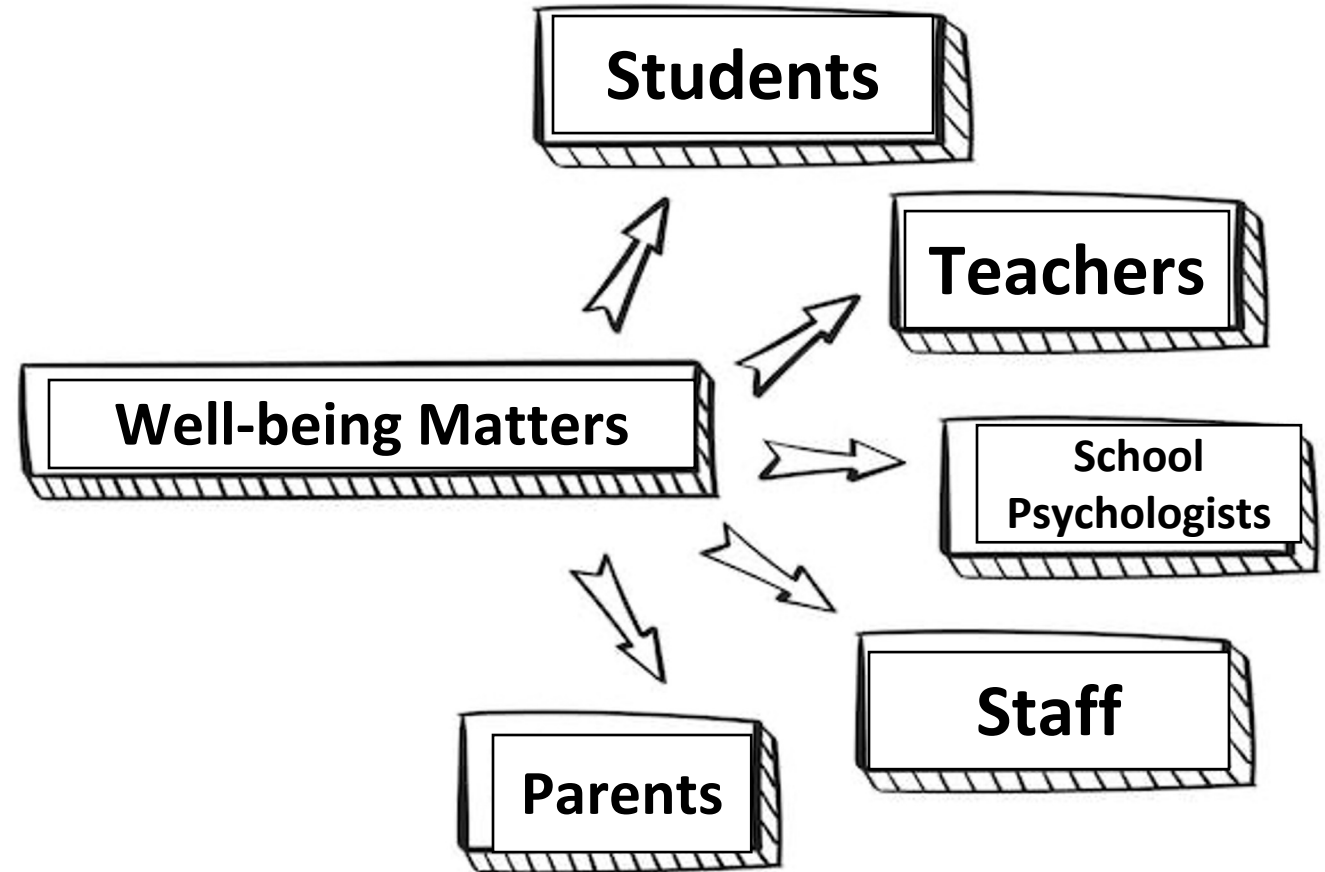 Students
Teachers
Well-being Matters
School
Psychologists
Staff
Parents